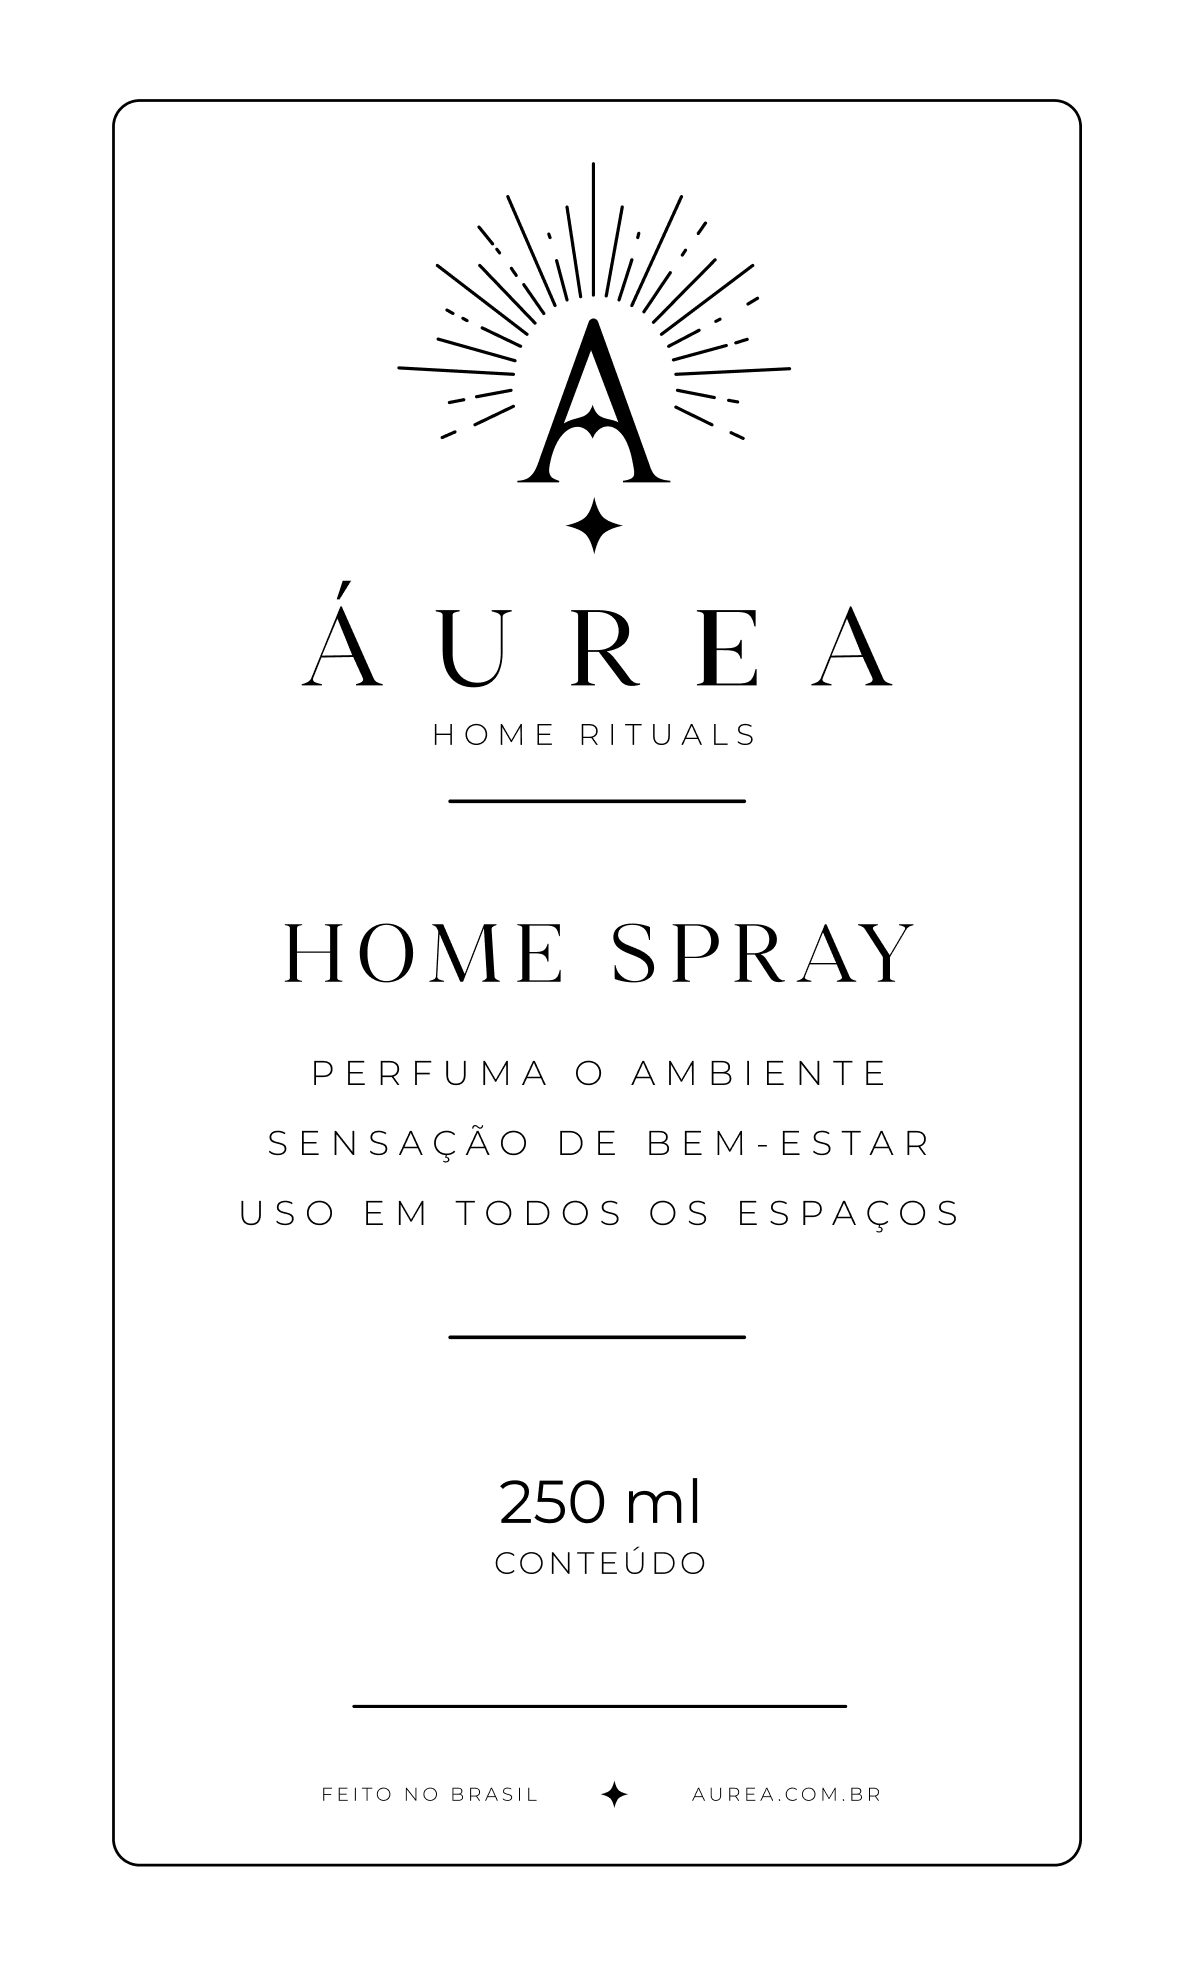 A
ÁUREA
HOME RITUALS
HOME SPRAY
PERFUMA O AMBIENTE
SENSAÇÃO DE BEM-ESTAR
USO EM TODOS OS ESPAÇOS
250 ml
CONTEÚDO
FEITO NO BRASIL ✦ AUREA.COM.BR